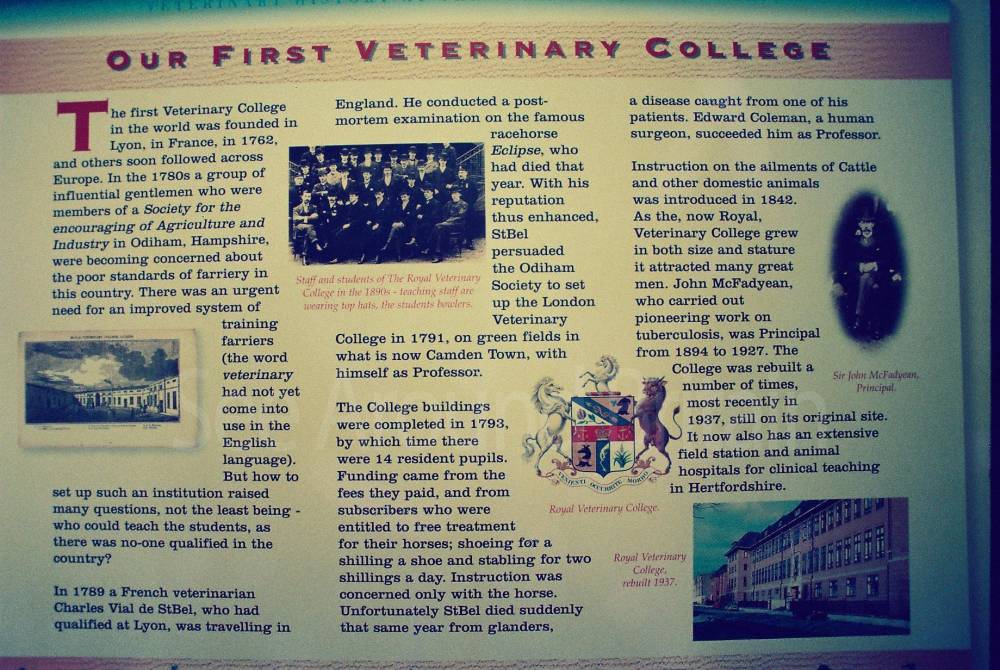 OUR FIRST VETERINARY COLLEGE
The first Veterinary College
in the world was founded in
Lyon, in France, in 1762,
and others soon followed across
Europe. In the 1780s a group of
influential gentlemen who were
members of a Society for the
encouraging of Agriculture and
Industry in Odiham, Hampshire,
were becoming concerned about
the poor standards of farriery in
this country. There was an urgent
need for an improved system of
training
farriers
(the word
veterinary
had not yet
come into
use in the
English
language).
But how to
set up such an institution raised
many questions, not the least being -
who could teach the students, as
there was no-one qualified in the
country?
In 1789 a French veterinarian
Charles Vial de StBel, who had
qualified at Lyon, was travelling in
England. He conducted a post-
mortem examination on the famous
racehorse
Eclipse, who
had died that
year. With his
reputation
thus enhanced,
StBel
persuaded
the Odiham
Society to set
up the London
Veterinary
College in 1791, on green fields in
what is now Camden Town, with
himself as Professor.
Staff and students of The Royal Veterinary
College in the 1890s - teaching staff are
wearing top hats, the students bowlers.
The College buildings
were completed in 1793,
by which time there
were 14 resident pupils.
Funding came from the
fees they paid, and from
subscribers who were
entitled to free treatment
for their horses; shoeing for a
shilling a shoe and stabling for two
shillings a day. Instruction was
concerned only with the horse.
Unfortunately StBel died suddenly
that same year from glanders,
a disease caught from one of his
patients. Edward Coleman, a human
surgeon, succeeded him as Professor.
Instruction on the ailments of Cattle
and other domestic animals
was introduced in 1842.
As the, now Royal,
Veterinary College grew
in both size and stature
it attracted many great
men. John McFadyean,
who carried out
pioneering work on
tuberculosis, was Principal
from 1894 to 1927. The
College was rebuilt a
number of times,
most recently in
1937, still on its original site.
It now also has an extensive
field station and animal
hospitals for clinical teaching
in Hertfordshire.
Sir John McFadyean,
Principal.
VENIENTI OCCURRITE MORBO
Royal Veterinary College.
Royal Veterinary
College,
rebuilt 1937.